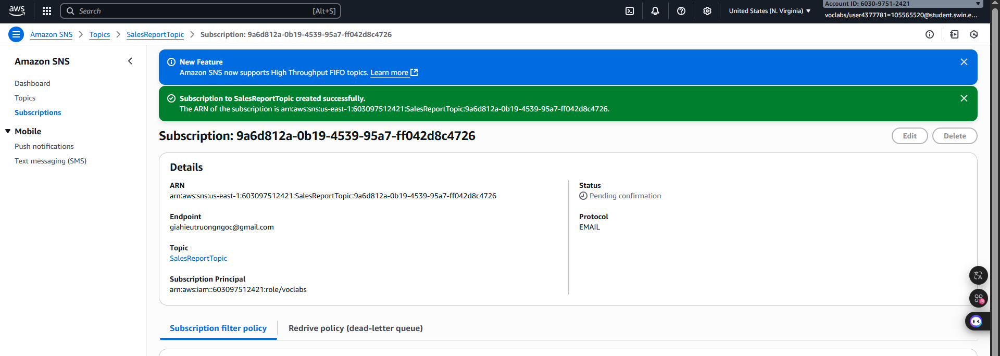 aws
Search
[Alt+S]
United States (N. Virginia)
Account ID: 6030-9751-2421
voclabs/user4377781=105565520@student.swin.e...
Amazon SNS
Topics
SalesReportTopic
Subscription: 9a6d812a-0b19-4539-95a7-ff042d8c4726
Amazon SNS
Dashboard
Topics
Subscriptions
Mobile
Push notifications
Text messaging (SMS)
New Feature
Amazon SNS now supports High Throughput FIFO topics. Learn more
Subscription to SalesReportTopic created successfully.
The ARN of the subscription is arn:aws:sns:us-east-1:603097512421:SalesReportTopic:9a6d812a-0b19-4539-95a7-ff042d8c4726.
Subscription: 9a6d812a-0b19-4539-95a7-ff042d8c4726
Edit
Delete
Details
ARN
arn:aws:sns:us-east-1:603097512421:SalesReportTopic:9a6d812a-0b19-4539-95a7-ff042d8c4726
Endpoint
giahieutruongngoc@gmail.com
Topic
SalesReportTopic
Subscription Principal
arn:aws:iam::603097512421:role/voclabs
Status
Pending confirmation
Protocol
EMAIL
Subscription filter policy
Redrive policy (dead-letter queue)